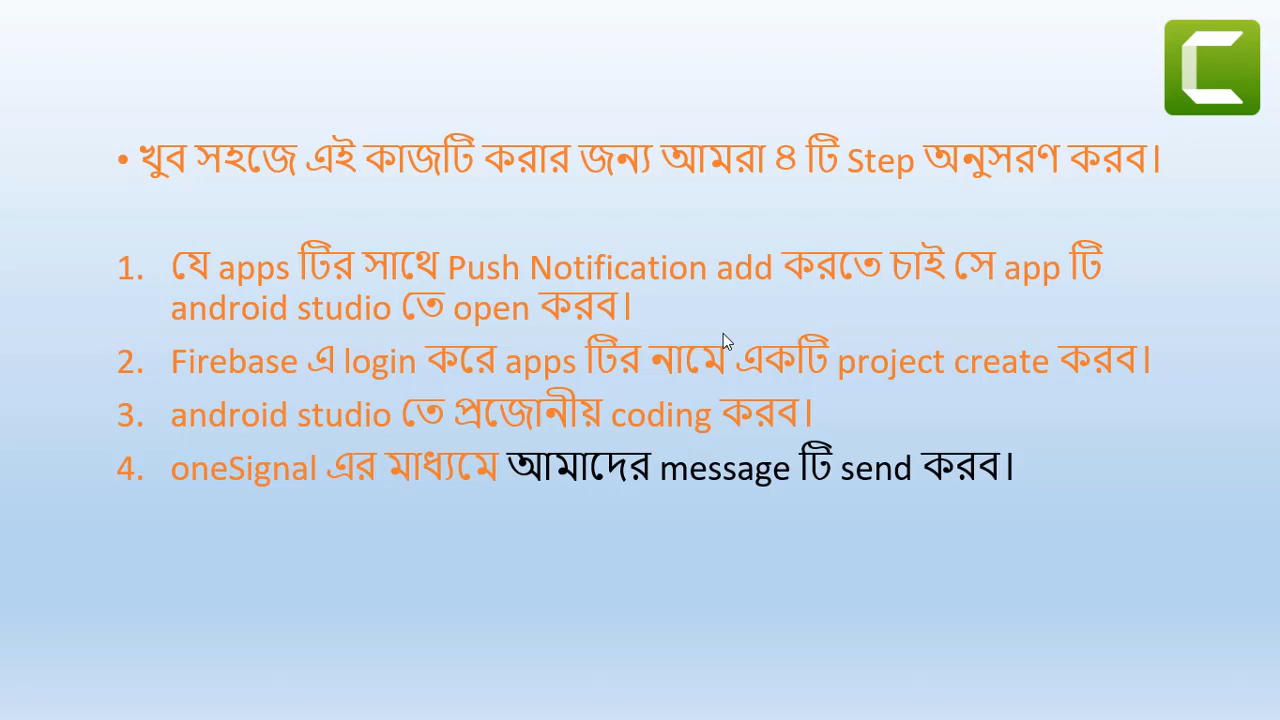 • খুব সহজে এই কাজটি করার জন্য আমরা ৪ টি Step অনুসরণ করব।
1. যে apps টির সাথে Push Notification add করতে চাই সে app টি
android studio তে open করব।
2. Firebase এ login করে apps টির নামে একটি project create করব।
3. android studio তে প্রজোনীয় coding করব।
4. oneSignal এর মাধ্যমে আমাদের message টি send করব।